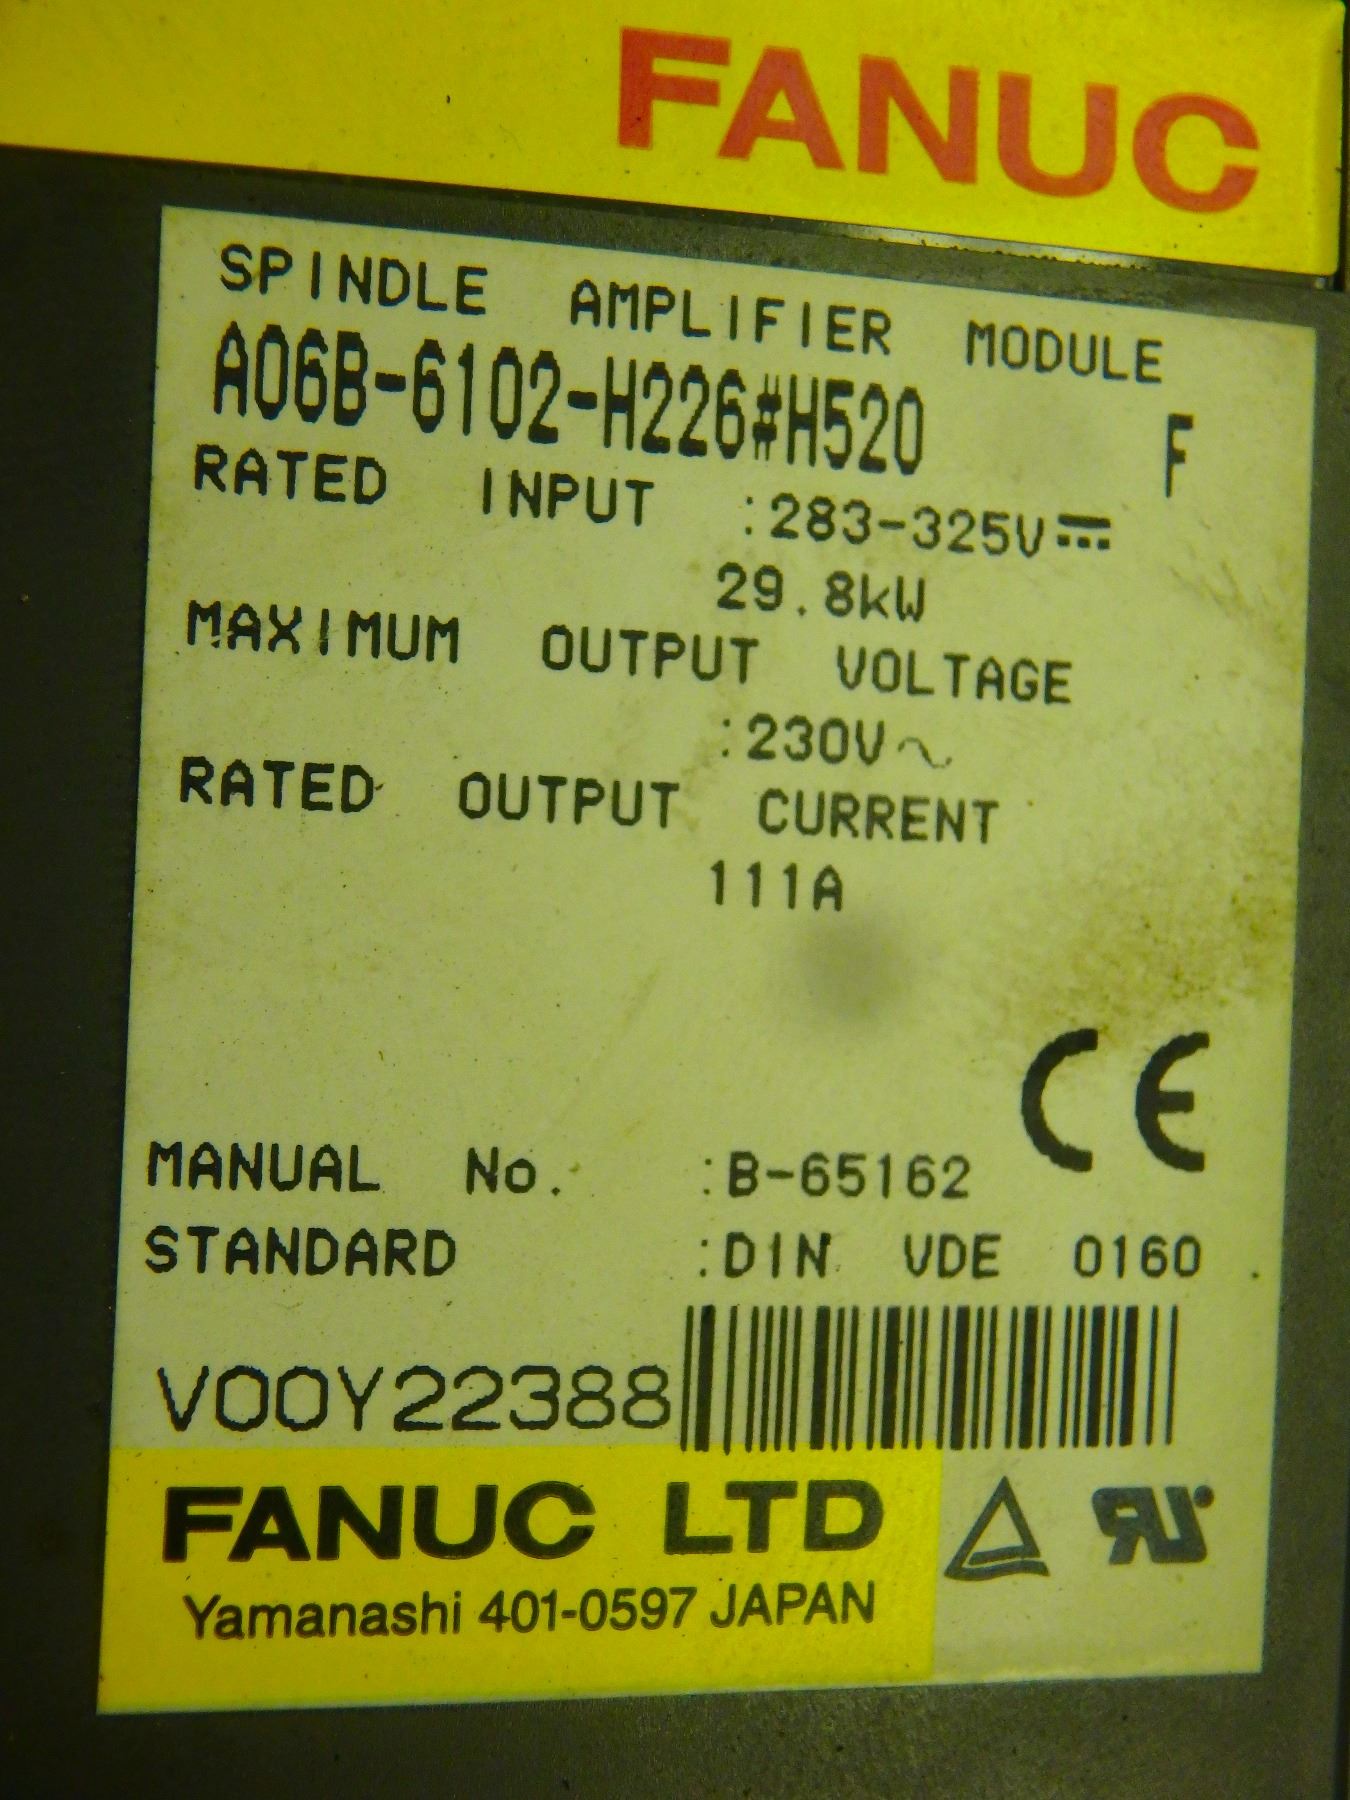 FANUC
SPINDLE AMPLIFIER MODULE
A06B-6102-H226#H520 F
RATED INPUT :283-325V⎓
29.8kW
MAXIMUM OUTPUT VOLTAGE
:230V~
RATED OUTPUT CURRENT
111A
CE
MANUAL No. :B-65162
STANDARD :DIN VDE 0160
V00Y22388
FANUC LTD
Yamanashi 401-0597 JAPAN